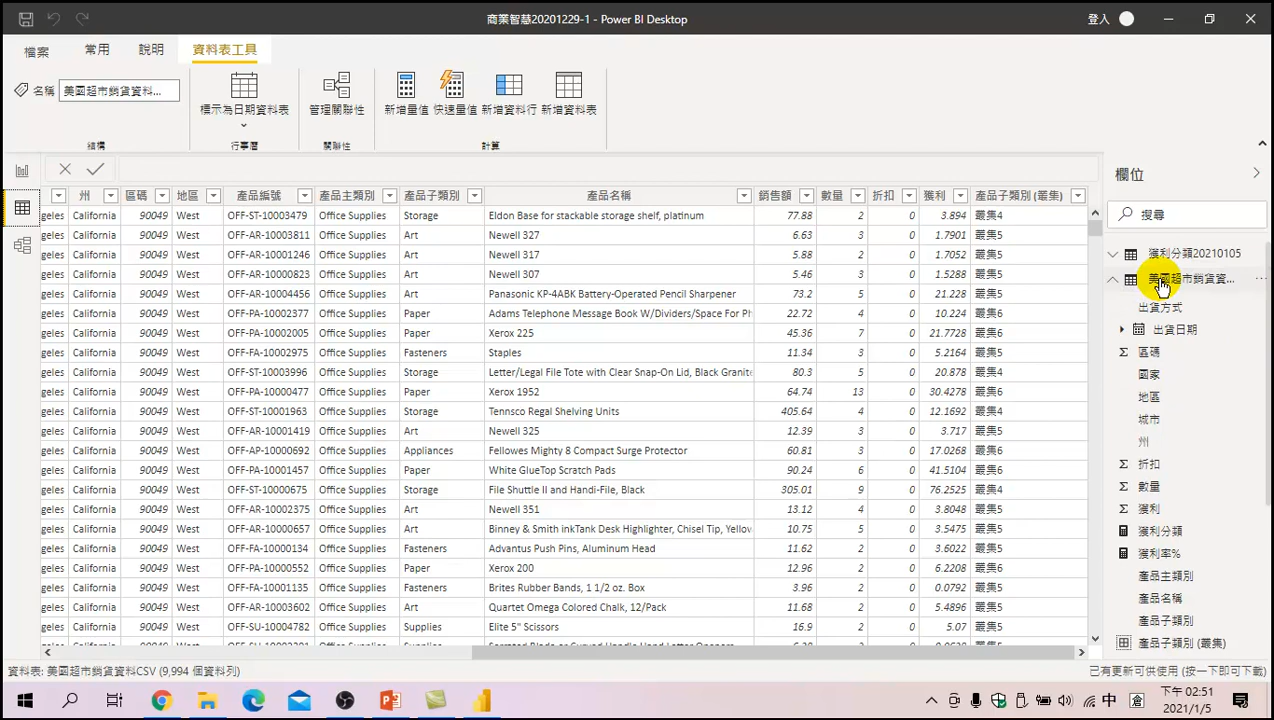 商業智慧20201229-1 - Power BI Desktop
登入
檔案 常用 說明 資料表工具
名稱 美國超市銷貨資料...
標示為日期資料表 管理關聯性 新增量值 快速量值 新增資料行 新增資料表
結構 行事曆 關聯性 計算
州 區碼 地區 產品編號 產品主類別 產品子類別 產品名稱 銷售額 數量 折扣 獲利 產品子類別 (叢集)
geles California 90049 West OFF-ST-10003479 Office Supplies Storage Eldon Base for stackable storage shelf, platinum 77.88 2 0 3.894 叢集4
geles California 90049 West OFF-AR-10003811 Office Supplies Art Newell 327 6.63 3 0 1.7901 叢集5
geles California 90049 West OFF-AR-10001246 Office Supplies Art Newell 317 5.88 2 0 1.7052 叢集5
geles California 90049 West OFF-AR-10000823 Office Supplies Art Newell 307 5.46 3 0 1.5288 叢集5
geles California 90049 West OFF-AR-10004456 Office Supplies Art Panasonic KP-4ABK Battery-Operated Pencil Sharpener 73.2 5 0 21.228 叢集5
geles California 90049 West OFF-PA-10002377 Office Supplies Paper Adams Telephone Message Book W/Dividers/Space For Ph 22.72 4 0 10.224 叢集6
geles California 90049 West OFF-PA-10002005 Office Supplies Paper Xerox 225 45.36 7 0 21.7728 叢集6
geles California 90049 West OFF-FA-10002975 Office Supplies Fasteners Staples 11.34 3 0 5.2164 叢集6
geles California 90049 West OFF-ST-10003996 Office Supplies Storage Letter/Legal File Tote with Clear Snap-On Lid, Black Granite 80.3 5 0 20.878 叢集4
geles California 90049 West OFF-PA-10000477 Office Supplies Paper Xerox 1952 64.74 13 0 30.4278 叢集6
geles California 90049 West OFF-ST-10001963 Office Supplies Storage Tennsco Regal Shelving Units 405.64 4 0 12.1692 叢集4
geles California 90049 West OFF-AR-10001419 Office Supplies Art Newell 325 12.39 3 0 3.717 叢集5
geles California 90049 West OFF-AP-10000692 Office Supplies Appliances Fellowes Mighty 8 Compact Surge Protector 60.81 3 0 17.0268 叢集5
geles California 90049 West OFF-PA-10001457 Office Supplies Paper White GlueTop Scratch Pads 90.24 6 0 41.5104 叢集6
geles California 90049 West OFF-ST-10000675 Office Supplies Storage File Shuttle II and Handi-File, Black 305.01 9 0 76.2525 叢集4
geles California 90049 West OFF-AR-10002375 Office Supplies Art Newell 351 13.12 4 0 3.8048 叢集5
geles California 90049 West OFF-AR-10000657 Office Supplies Art Binney & Smith inkTank Desk Highlighter, Chisel Tip, Yellow 10.75 5 0 3.5475 叢集5
geles California 90049 West OFF-FA-10000134 Office Supplies Fasteners Advantus Push Pins, Aluminum Head 11.62 2 0 3.6022 叢集6
geles California 90049 West OFF-PA-10000552 Office Supplies Paper Xerox 200 12.96 2 0 6.2208 叢集6
geles California 90049 West OFF-FA-10001135 Office Supplies Fasteners Brites Rubber Bands, 1 1/2 oz. Box 3.96 2 0 0.0792 叢集5
geles California 90049 West OFF-AR-10003602 Office Supplies Art Quartet Omega Colored Chalk, 12/Pack 11.68 2 0 5.4896 叢集5
geles California 90049 West OFF-SU-10004782 Office Supplies Supplies Elite 5" Scissors 16.9 2 0 5.07 叢集5
欄位
搜尋
獲利分類20210105
美國超市銷貨資...
出貨方式
出貨日期
區碼
國家
地區
城市
州
折扣
數量
獲利
獲利分類
獲利率%
產品主類別
產品名稱
產品子類別
產品子類別 (叢集)
資料表: 美國超市銷貨資料CSV (9,994 個資料列)
已有更新可供使用 (按一下即可下載)
中 倉
下午 02:51
2021/1/5